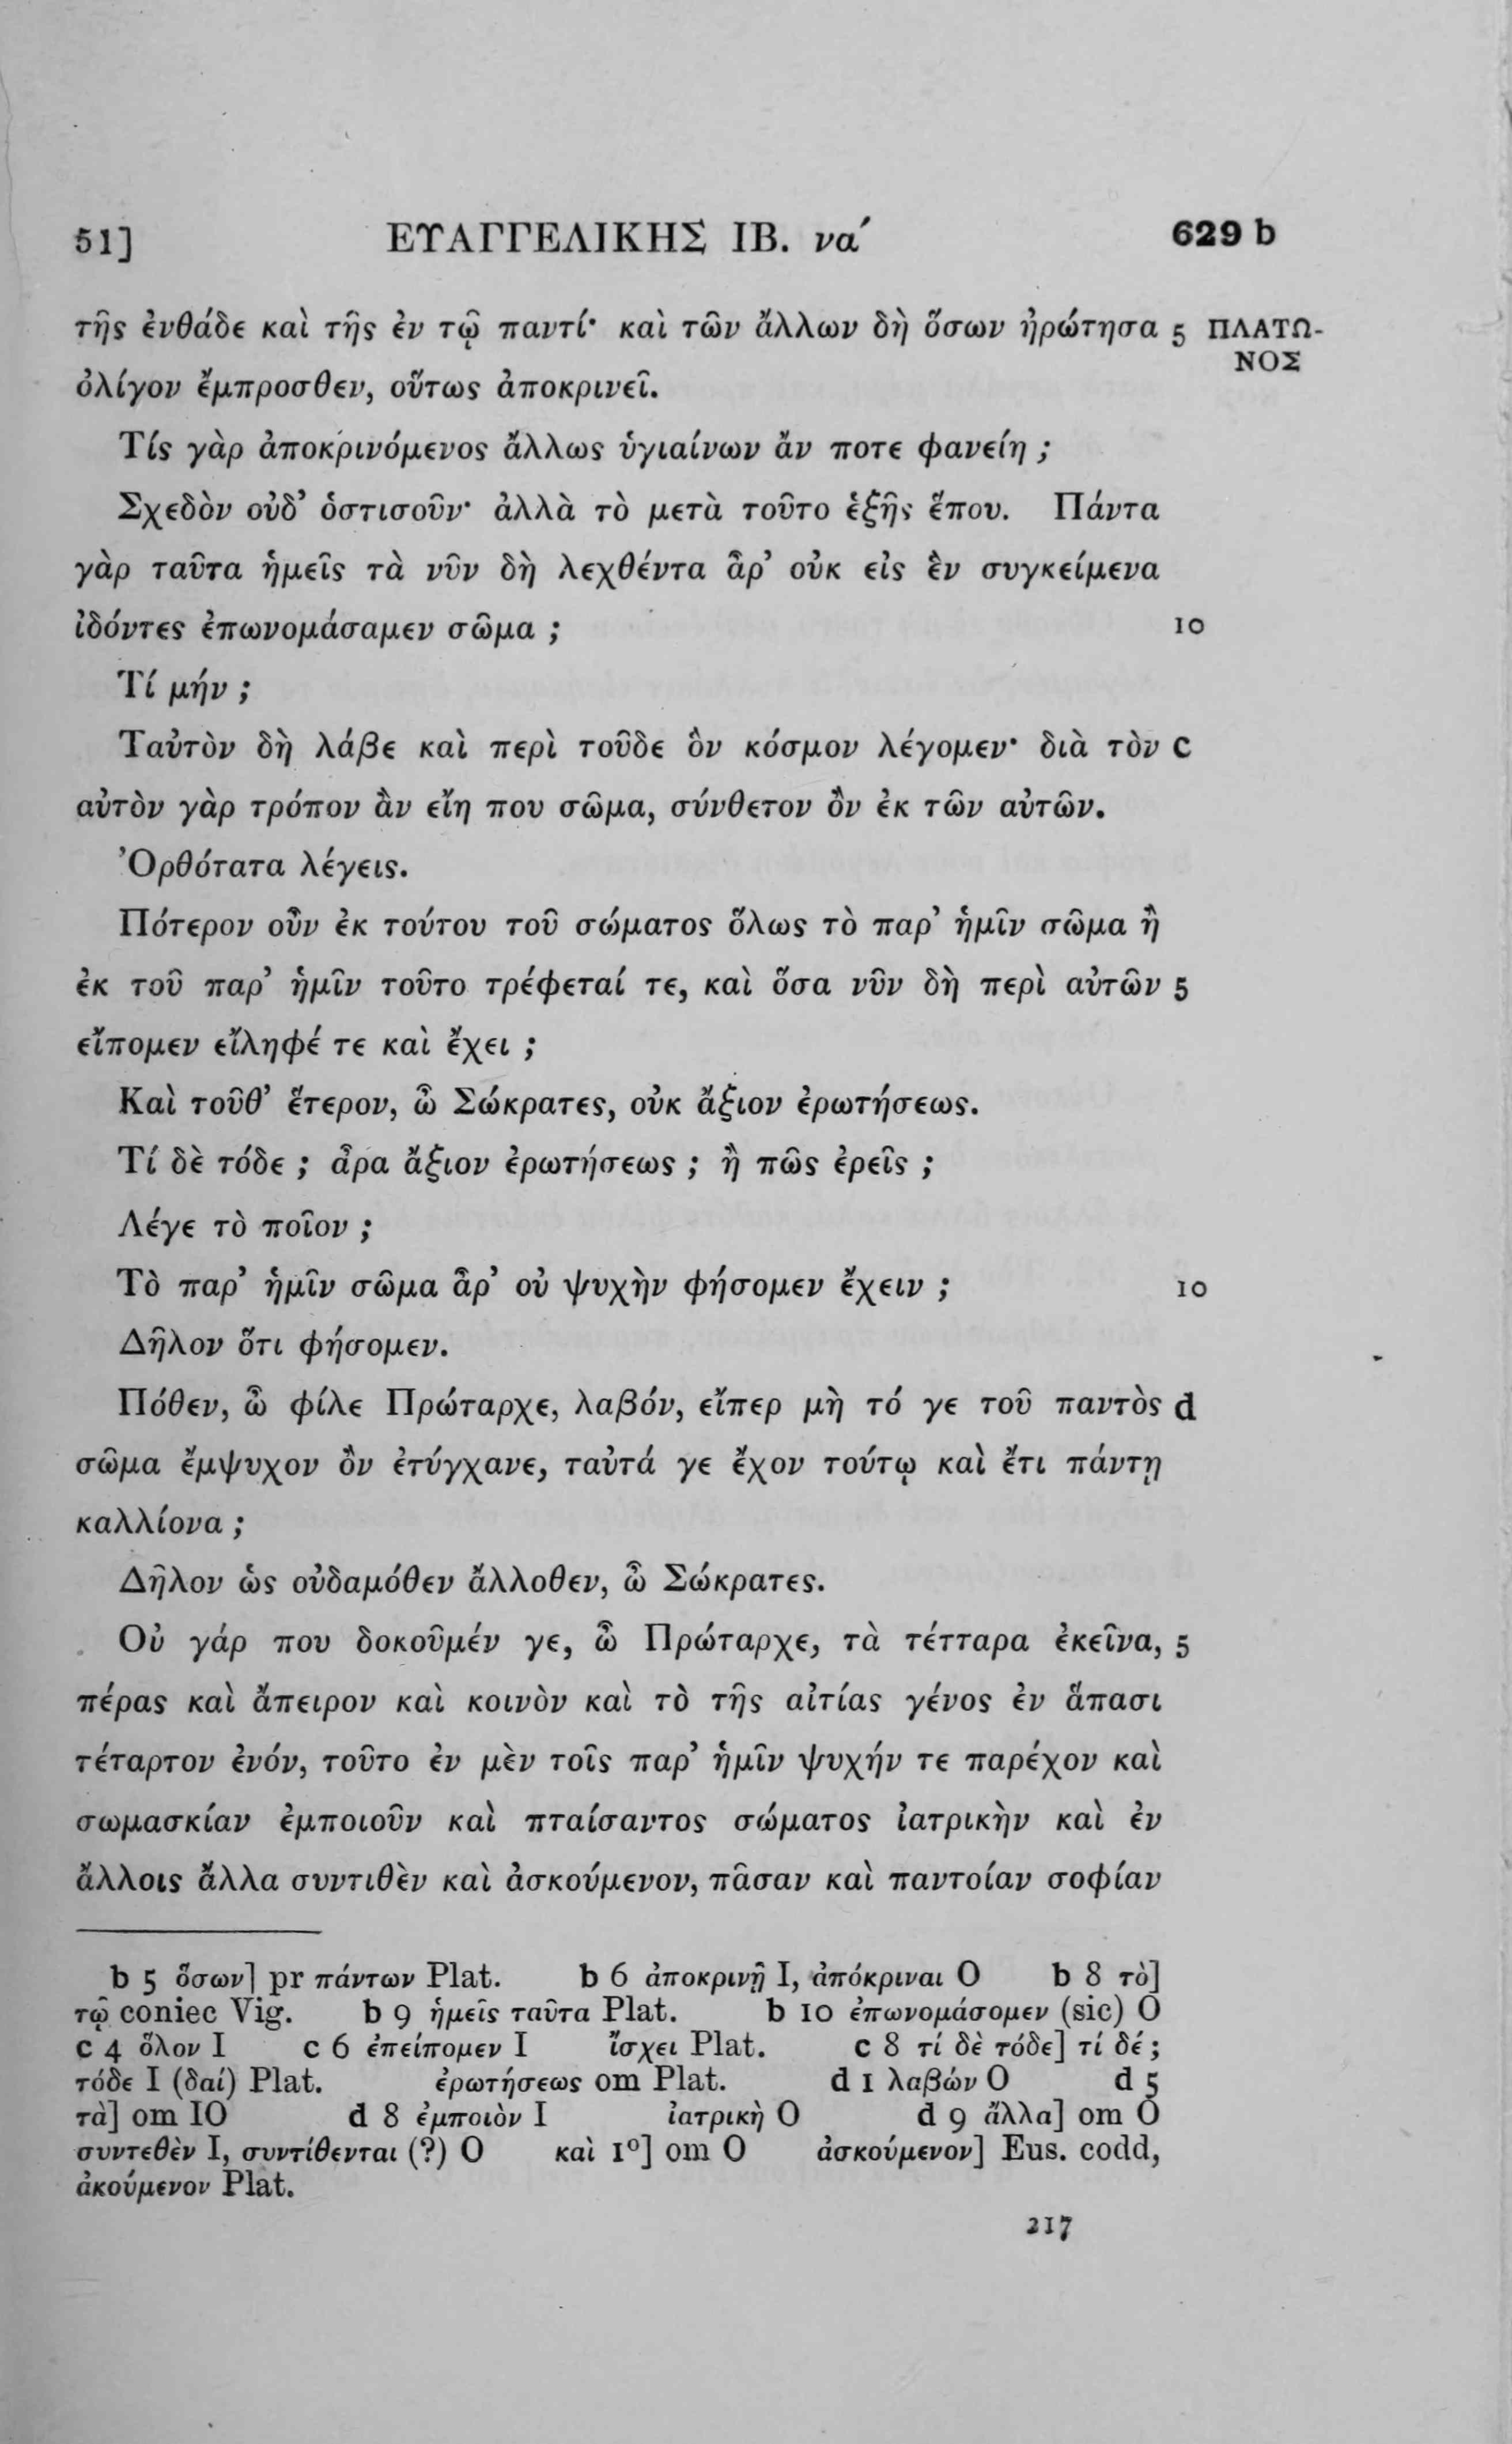 51] ΕΥΑΓΓΕΛΙΚΗΣ ΙΒ. να´ 629 b
τῆς ἐνθάδε καὶ τῆς ἐν τῷ παντί· καὶ τῶν ἄλλων δὴ ὅσων ἠρώτησα 5 ΠΛΑΤΩ-
ΝΟΣ
ὀλίγον ἔμπροσθεν, οὕτως ἀποκρινεῖ.
Τίς γὰρ ἀποκρινόμενος ἄλλως ὑγιαίνων ἄν ποτε φανείη ;
Σχεδὸν οὐδ’ ὁστισοῦν· ἀλλὰ τὸ μετὰ τοῦτο ἑξῆς ἕπου. Πάντα
γὰρ ταῦτα ἡμεῖς τὰ νῦν δὴ λεχθέντα ἆρ’ οὐκ εἰς ἓν συγκείμενα
ἰδόντες ἐπωνομάσαμεν σῶμα ; 10
Τί μήν ;
Ταὐτὸν δὴ λάβε καὶ περὶ τοῦδε ὃν κόσμον λέγομεν· διὰ τὸν c
αὐτὸν γὰρ τρόπον ἂν εἴη που σῶμα, σύνθετον ὂν ἐκ τῶν αὐτῶν.
Ὀρθότατα λέγεις.
Πότερον οὖν ἐκ τούτου τοῦ σώματος ὅλως τὸ παρ’ ἡμῖν σῶμα ἢ
ἐκ τοῦ παρ’ ἡμῖν τοῦτο τρέφεταί τε, καὶ ὅσα νῦν δὴ περὶ αὐτῶν 5
εἴπομεν εἴληφέ τε καὶ ἔχει ;
Καὶ τοῦθ’ ἕτερον, ὦ Σώκρατες, οὐκ ἄξιον ἐρωτήσεως.
Τί δὲ τόδε ; ἆρα ἄξιον ἐρωτήσεως ; ἢ πῶς ἐρεῖς ;
Λέγε τὸ ποῖον ;
Τὸ παρ’ ἡμῖν σῶμα ἆρ’ οὐ ψυχὴν φήσομεν ἔχειν ; 10
Δῆλον ὅτι φήσομεν.
Πόθεν, ὦ φίλε Πρώταρχε, λαβόν, εἴπερ μὴ τό γε τοῦ παντὸς d
σῶμα ἔμψυχον ὂν ἐτύγχανε, ταὐτά γε ἔχον τούτῳ καὶ ἔτι πάντῃ
καλλίονα ;
Δῆλον ὡς οὐδαμόθεν ἄλλοθεν, ὦ Σώκρατες.
Οὐ γάρ που δοκοῦμέν γε, ὦ Πρώταρχε, τὰ τέτταρα ἐκεῖνα, 5
πέρας καὶ ἄπειρον καὶ κοινὸν καὶ τὸ τῆς αἰτίας γένος ἐν ἅπασι
τέταρτον ἐνόν, τοῦτο ἐν μὲν τοῖς παρ’ ἡμῖν ψυχήν τε παρέχον καὶ
σωμασκίαν ἐμποιοῦν καὶ πταίσαντος σώματος ἰατρικὴν καὶ ἐν
ἄλλοις ἄλλα συντιθὲν καὶ ἀσκούμενον, πᾶσαν καὶ παντοίαν σοφίαν
b 5 ὅσων] pr πάντων Plat. b 6 ἀποκρινῇ I, ἀπόκριναι O b 8 τὸ]
τῷ coniec Vig. b 9 ἡμεῖς ταῦτα Plat. b 10 ἐπωνομάσομεν (sic) O
c 4 ὅλον I c 6 ἐπείπομεν I ἴσχει Plat. c 8 τί δὲ τόδε] τί δέ ;
τόδε I (δαί) Plat. ἐρωτήσεως om Plat. d 1 λαβών O d 5
τὰ] om IO d 8 ἐμποιὸν I ἰατρικὴ O d 9 ἄλλα] om O
συντεθὲν I, συντίθενται (?) O καὶ 1º] om O ἀσκούμενον] Eus. codd,
ἀκούμενον Plat.
217